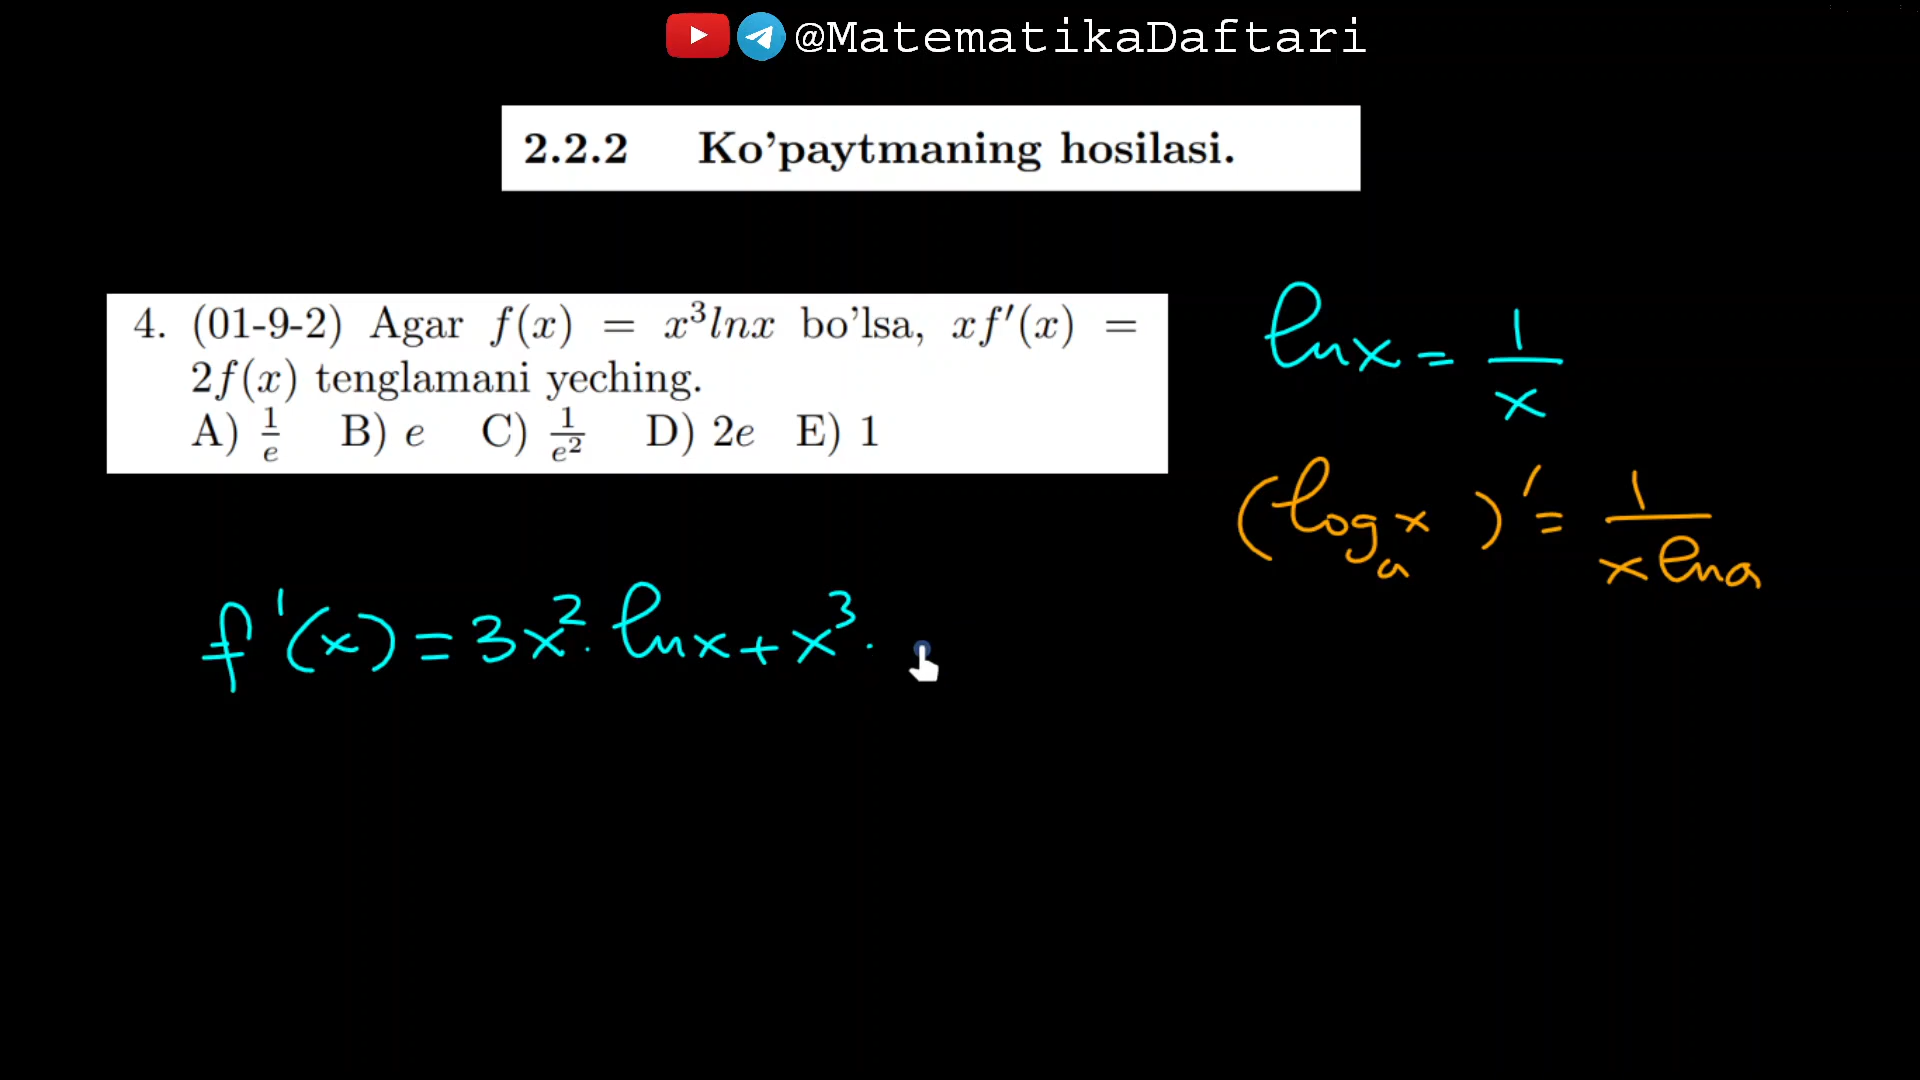 @MatematikaDaftari
2.2.2 Ko’paytmaning hosilasi.
4. (01-9-2) Agar f(x) = x³lnx bo’lsa, xf′(x) =
2f(x) tenglamani yeching.
A) 1/e B) e C) 1/e² D) 2e E) 1
lnx = 1/x
(logₐx)' = 1/(x lna)
f'(x) = 3x² · lnx + x³ ·